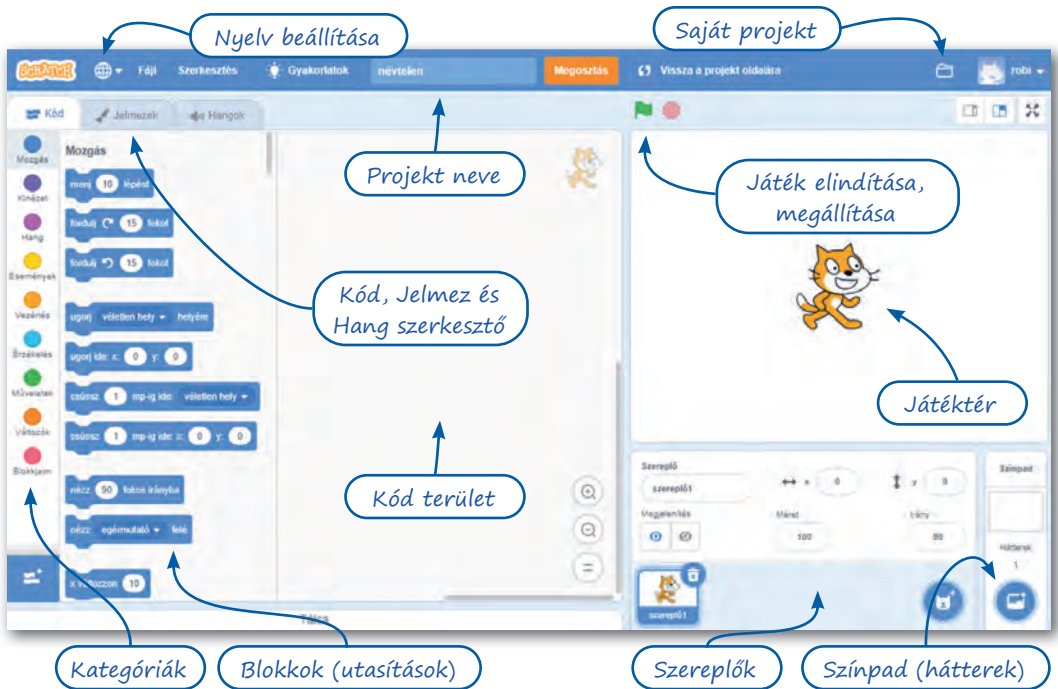 Nyelv beállítása
Saját projekt
SCRATCH
Fájl
Szerkesztés
Gyakorlatok
névtelen
Megosztás
Vissza a projekt oldalára
robi
Kód
Jelmezek
Hangok
Mozgás
Kinézet
Hang
Események
Vezérlés
Érzékelés
Műveletek
Változók
Blokkjaim
Mozgás
menj 10 lépést
fordulj 15 fokot
fordulj 15 fokot
ugorj véletlen hely helyére
ugorj ide: x: 0 y: 0
csússz 1 mp-ig ide: véletlen hely
csússz 1 mp-ig ide: x: 0 y: 0
nézz 90 fokos irányba
nézz egérmutató felé
x változzon 10
Projekt neve
Kód, Jelmez és
Hang szerkesztő
Kód terület
Játék elindítása,
megállítása
Játéktér
Szereplő
szereplő1
x 0
y 0
Megjelenítés
Méret
100
Irány
90
szereplő1
Színpad
Hátterek
1
Tálca
Kategóriák
Blokkok (utasítások)
Szereplők
Színpad (hátterek)